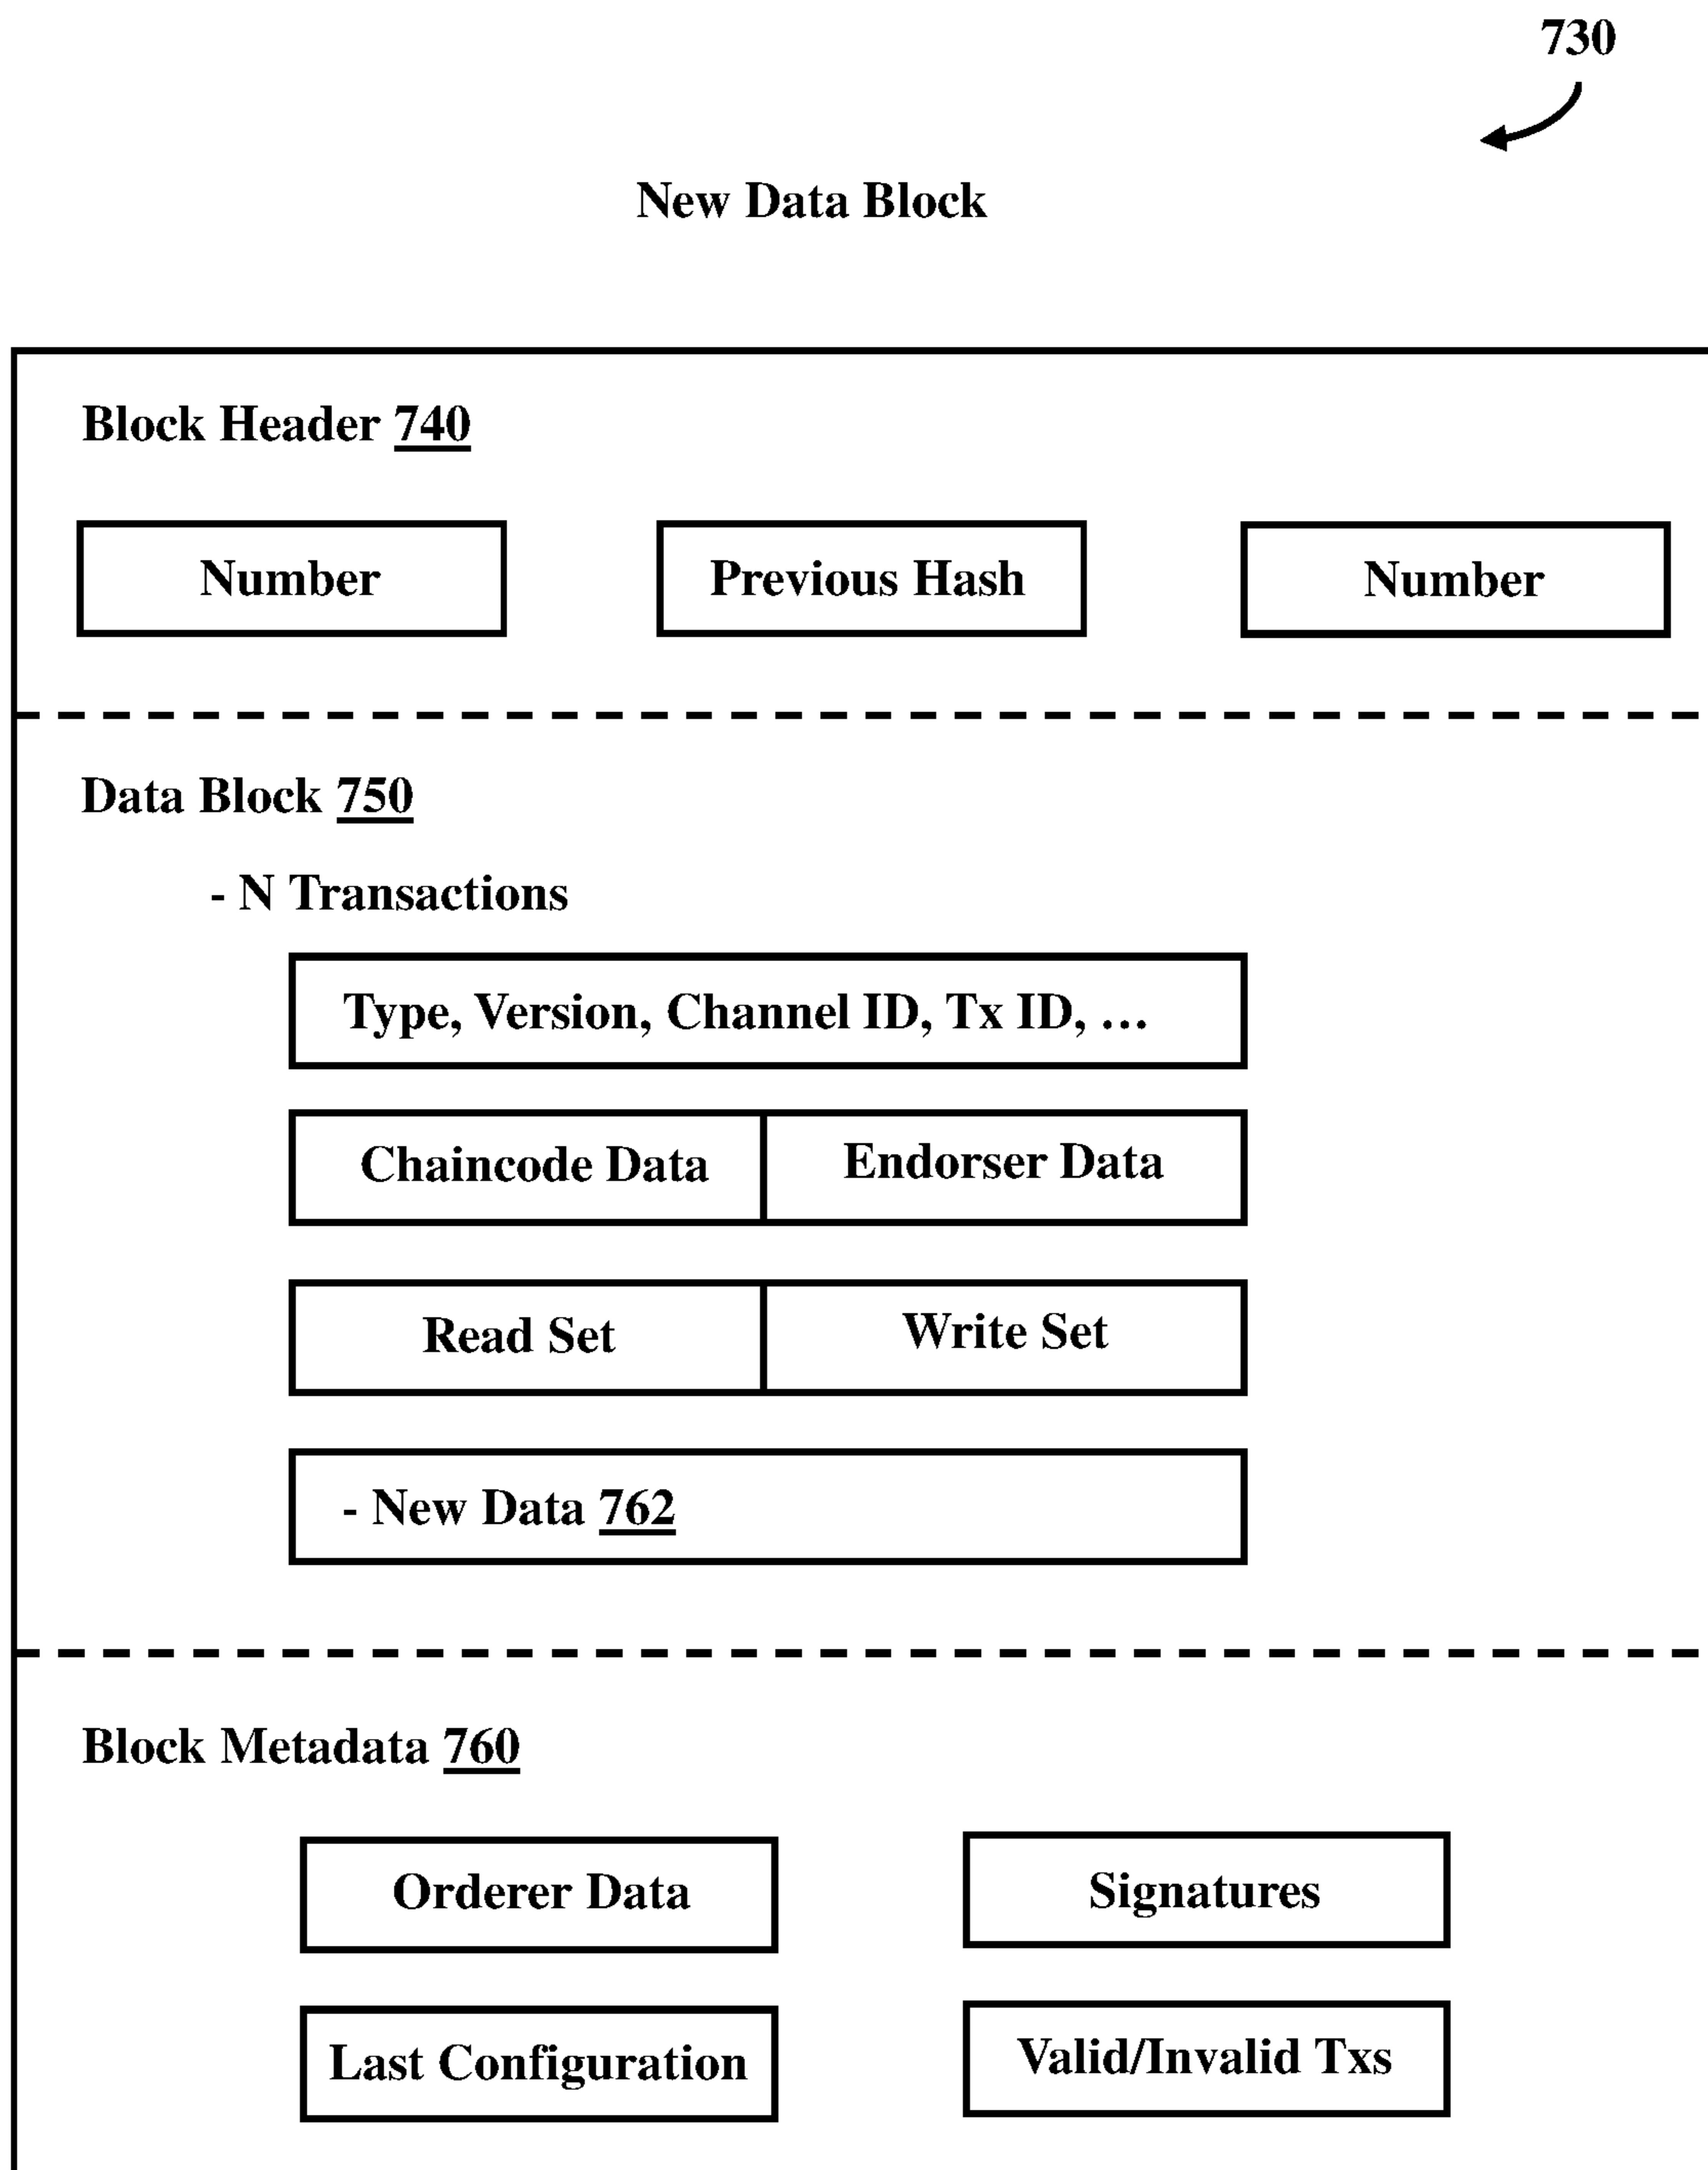 730
New Data Block
Block Header 740
Number
Previous Hash
Number
Data Block 750
- N Transactions
Type, Version, Channel ID, Tx ID, …
Chaincode Data
Endorser Data
Read Set
Write Set
- New Data 762
Block Metadata 760
Orderer Data
Signatures
Last Configuration
Valid/Invalid Txs